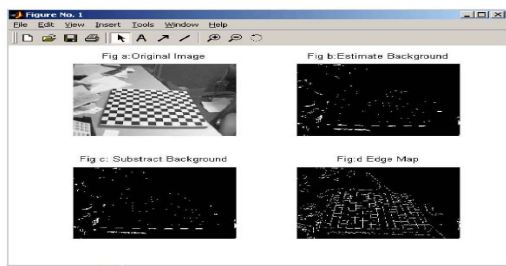 Figure No. 1
File Edit View Insert Tools Window Help
A
Fig a:Original Image
Fig b:Estimate Background
Fig c: Substract Background
Fig:d Edge Map